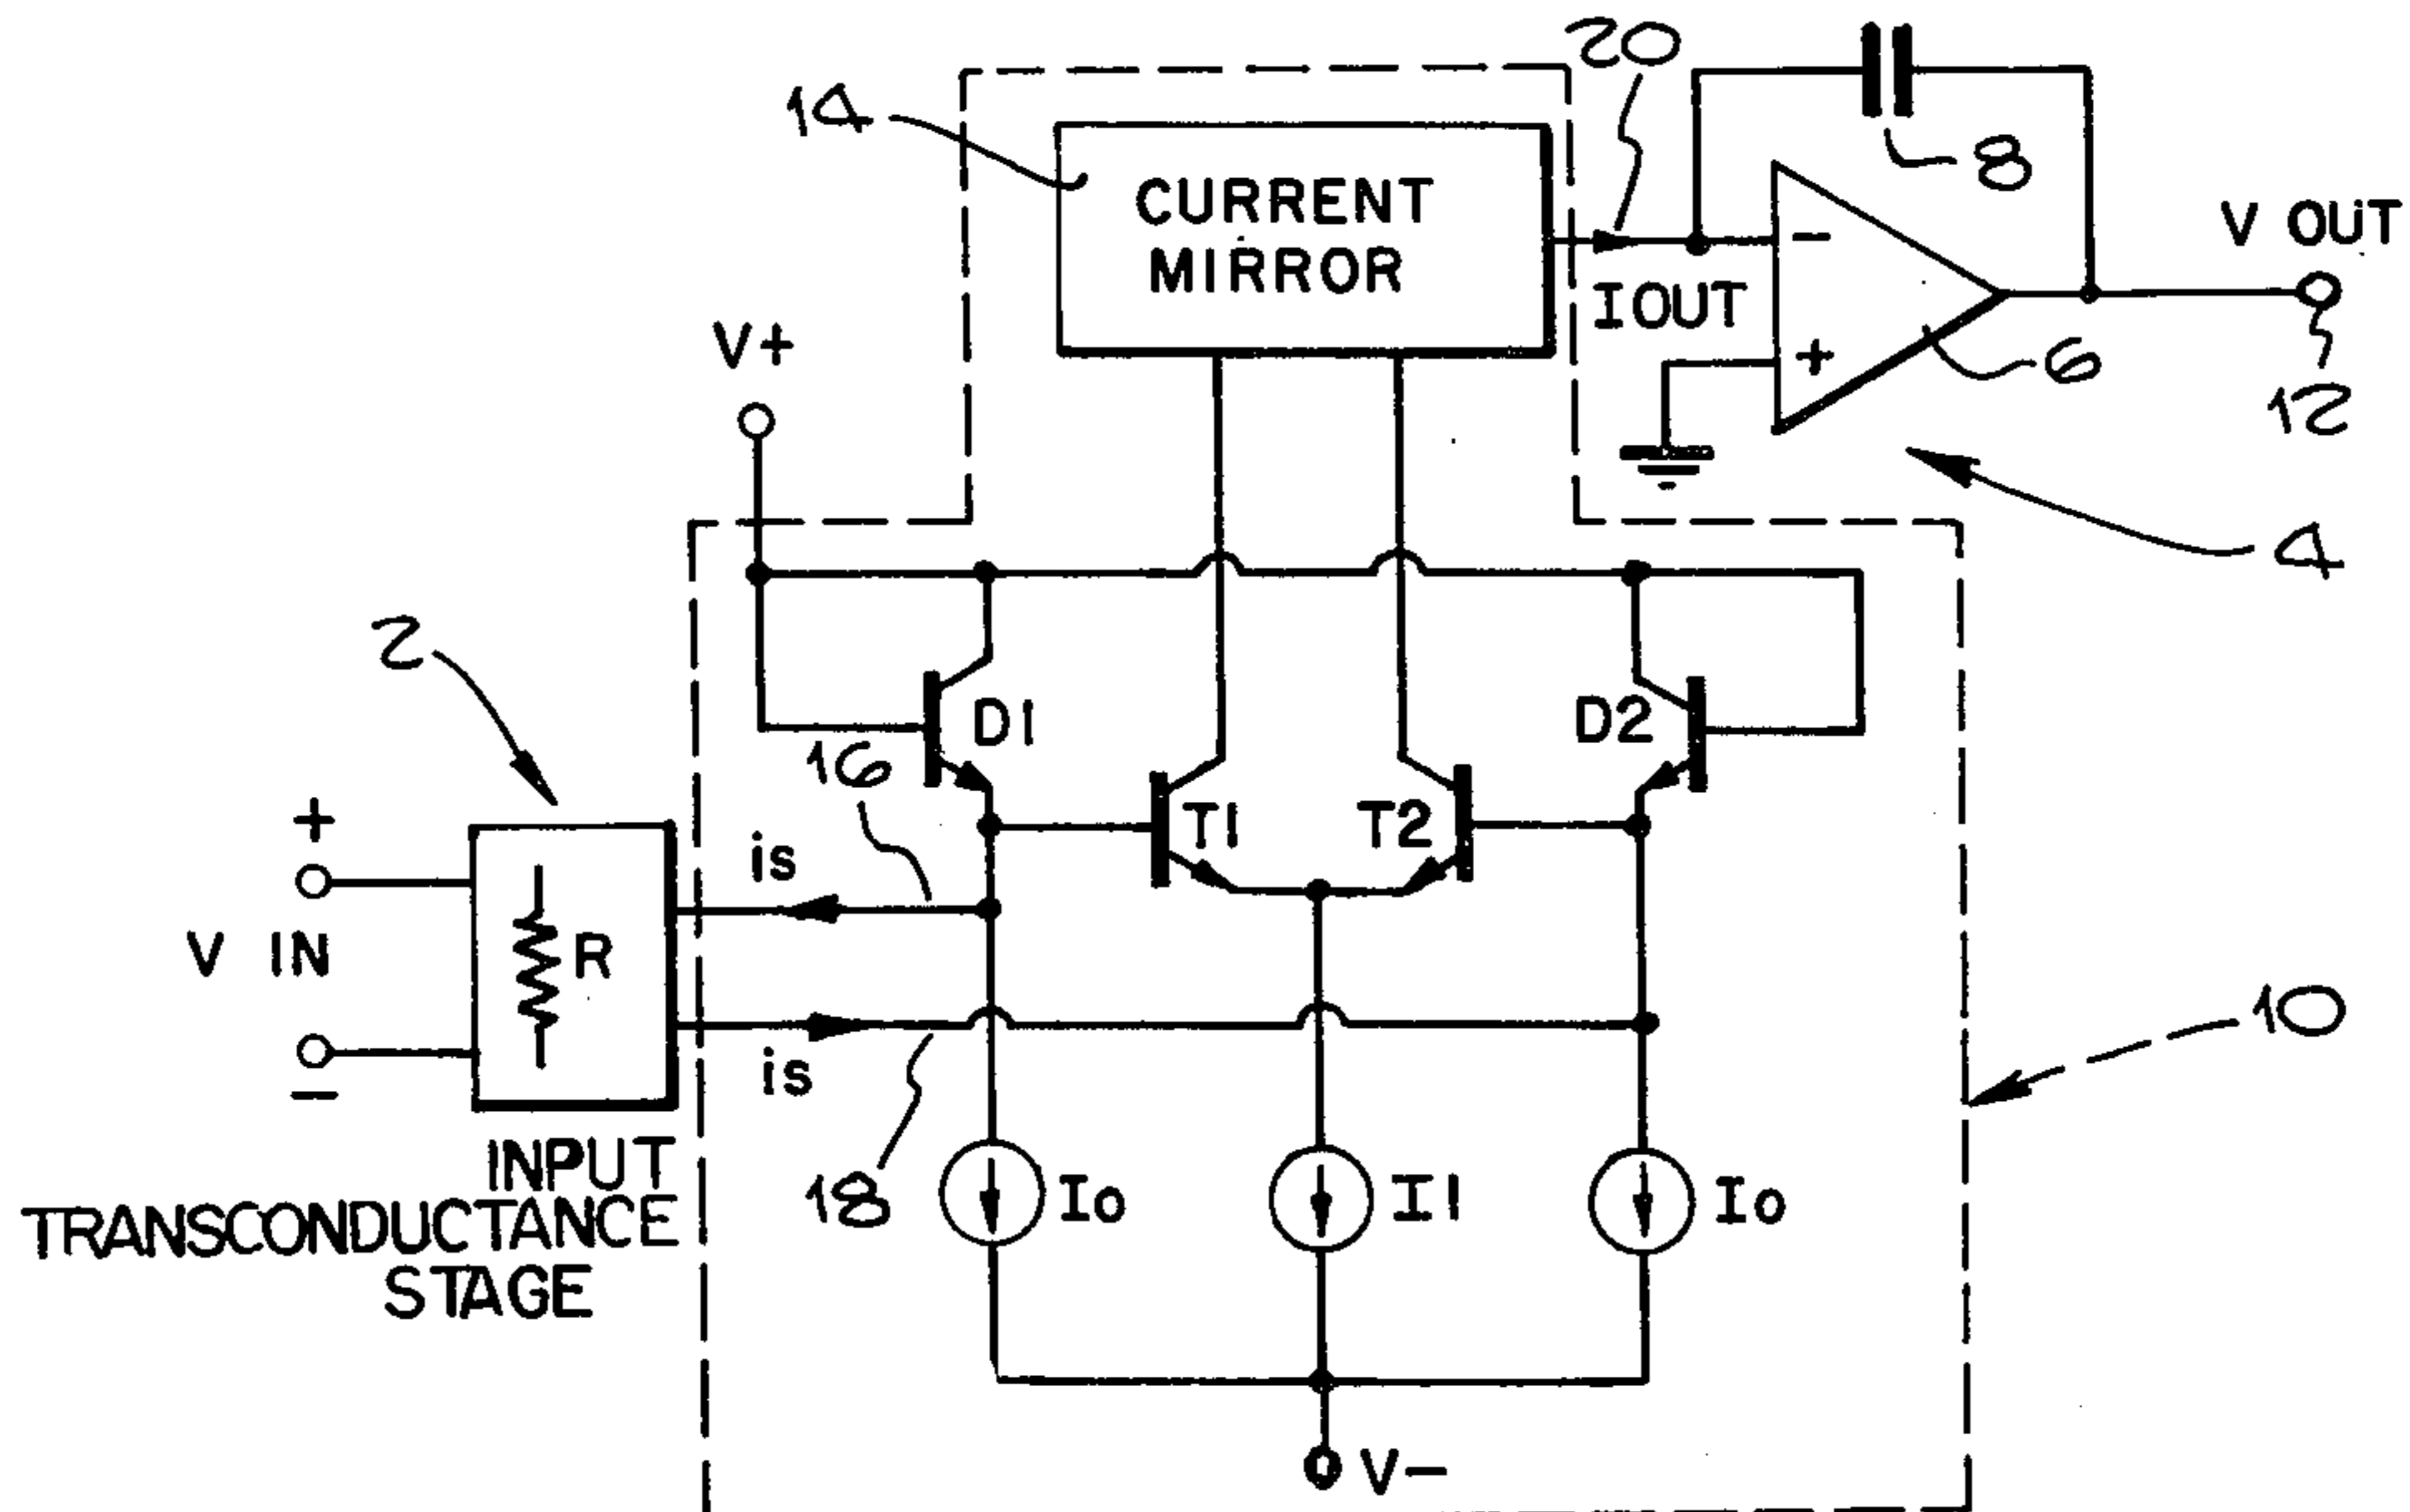 20
14
CURRENT
MIRROR
8
V OUT
-
IOUT
V+
+
6
12
4
2
D1
D2
16
T1
T2
+
is
V IN
R
10
-
is
INPUT
TRANSCONDUCTANCE
STAGE
18
Io
I1
Io
V-